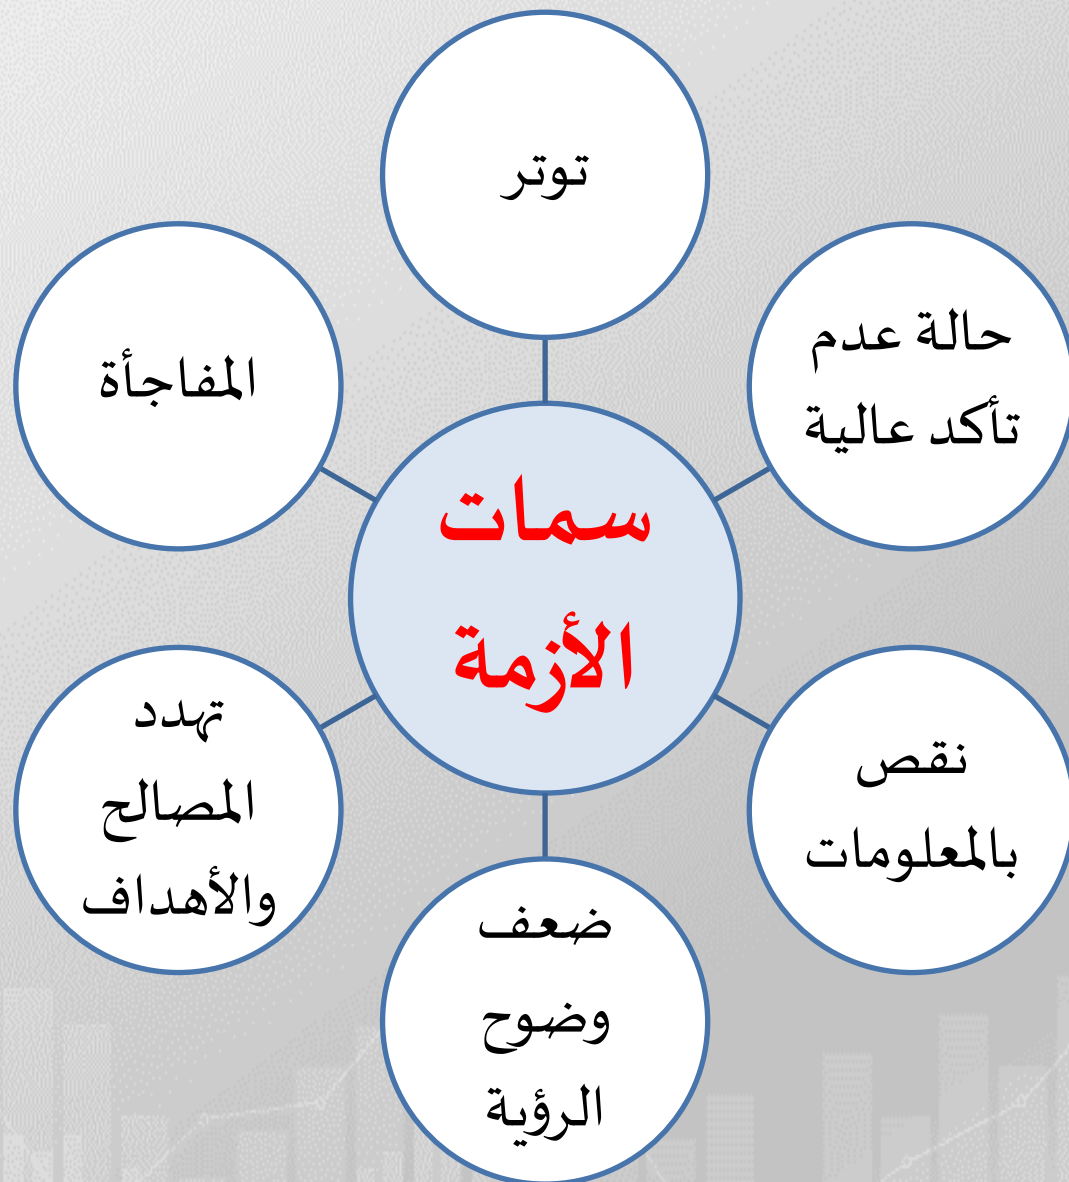 سمات
الأزمة
توتر
حالة عدم
تأكد عالية
نقص
بالمعلومات
ضعف
وضوح
الرؤية
تهدد
المصالح
والأهداف
المفاجأة